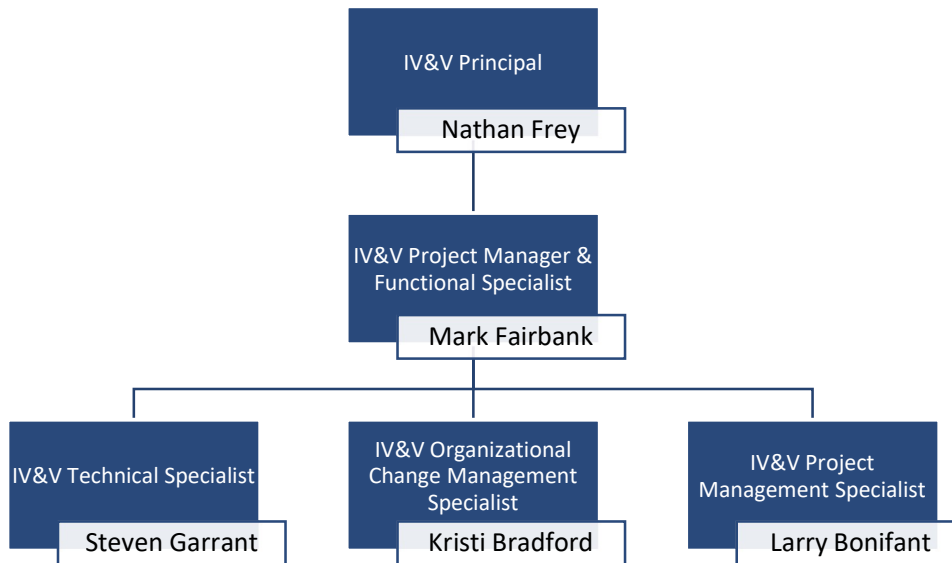 IV&V Principal
Nathan Frey
IV&V Project Manager &
Functional Specialist
Mark Fairbank
IV&V Technical Specialist
Steven Garrant
IV&V Organizational
Change Management
Specialist
Kristi Bradford
IV&V Project
Management Specialist
Larry Bonifant